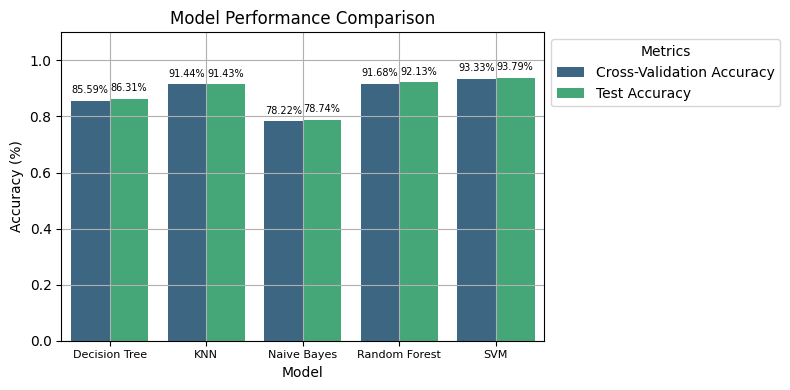 Model Performance Comparison
Accuracy (%)
1.0
0.8
0.6
0.4
0.2
0.0
85.59% 86.31% 91.44% 91.43% 78.22% 78.74% 91.68% 92.13% 93.33% 93.79%
Decision Tree KNN Naive Bayes Random Forest SVM
Model
Metrics
Cross-Validation Accuracy
Test Accuracy